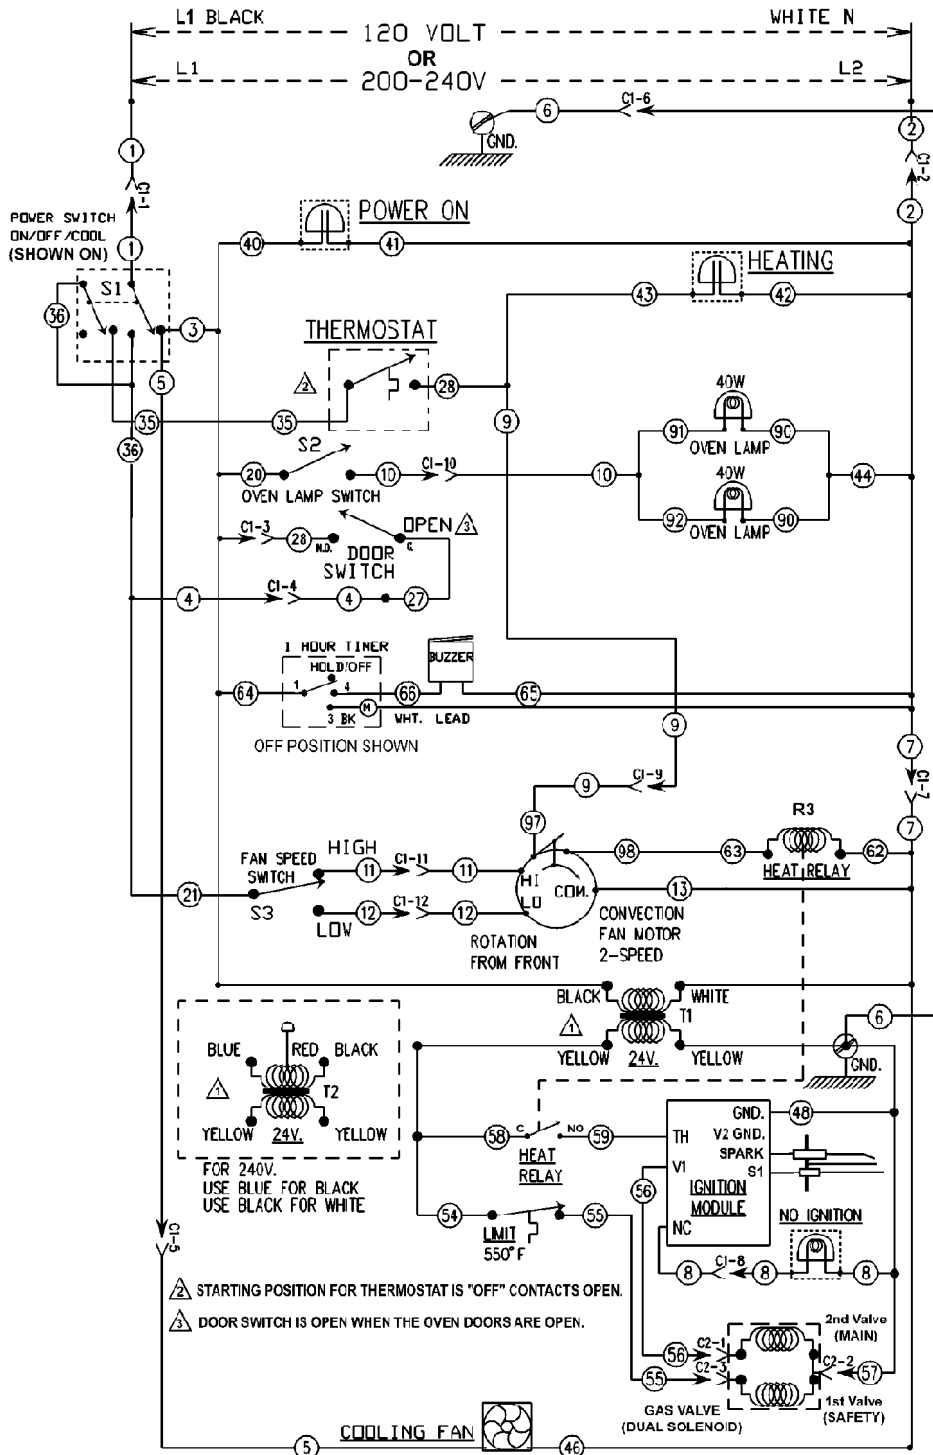 L1 BLACK
WHITE N
120 VOLT
OR
200-240V
L1
L2
6
C1-6
GND.
1
2
C1-1
C1-2
POWER SWITCH
ON/OFF/COOL
(SHOWN ON)
1
2
POWER ON
40
41
HEATING
43
42
S1
36
3
5
THERMOSTAT
2
28
35
35
36
9
40W
91
90
OVEN LAMP
S2
20
10
C1-10
10
44
OVEN LAMP SWITCH
40W
92
90
OVEN LAMP
C1-3
28
N.O.
OPEN
3
C.
DOOR
SWITCH
4
C1-4
4
27
1 HOUR TIMER
HOLD/OFF
BUZZER
64
1
4
66
65
3 BK
M
WHT. LEAD
OFF POSITION SHOWN
9
7
C1-7
9
C1-9
97
R3
7
98
63
62
HEAT RELAY
HIGH
FAN SPEED
SWITCH
11
C1-11
11
HI
21
S3
COM.
13
LOW
12
C1-12
12
LO
CONVECTION
FAN MOTOR
2-SPEED
ROTATION
FROM FRONT
BLACK
WHITE
T1
1
YELLOW
24V.
YELLOW
6
GND.
BLUE
RED
BLACK
1
T2
YELLOW
24V.
YELLOW
FOR 240V.
USE BLUE FOR BLACK
USE BLACK FOR WHITE
58
C
NO
59
HEAT
RELAY
TH
GND.
48
V2 GND.
SPARK
V1
S1
IGNITION
MODULE
NC
56
54
LIMIT
550°F
55
NO IGNITION
8
C1-8
8
8
C1-5
2 STARTING POSITION FOR THERMOSTAT IS "OFF" CONTACTS OPEN.
3 DOOR SWITCH IS OPEN WHEN THE OVEN DOORS ARE OPEN.
2nd Valve
(MAIN)
56
C2-1
55
C2-3
C2-2
57
GAS VALVE
(DUAL SOLENOID)
1st Valve
(SAFETY)
COOLING FAN
5
46